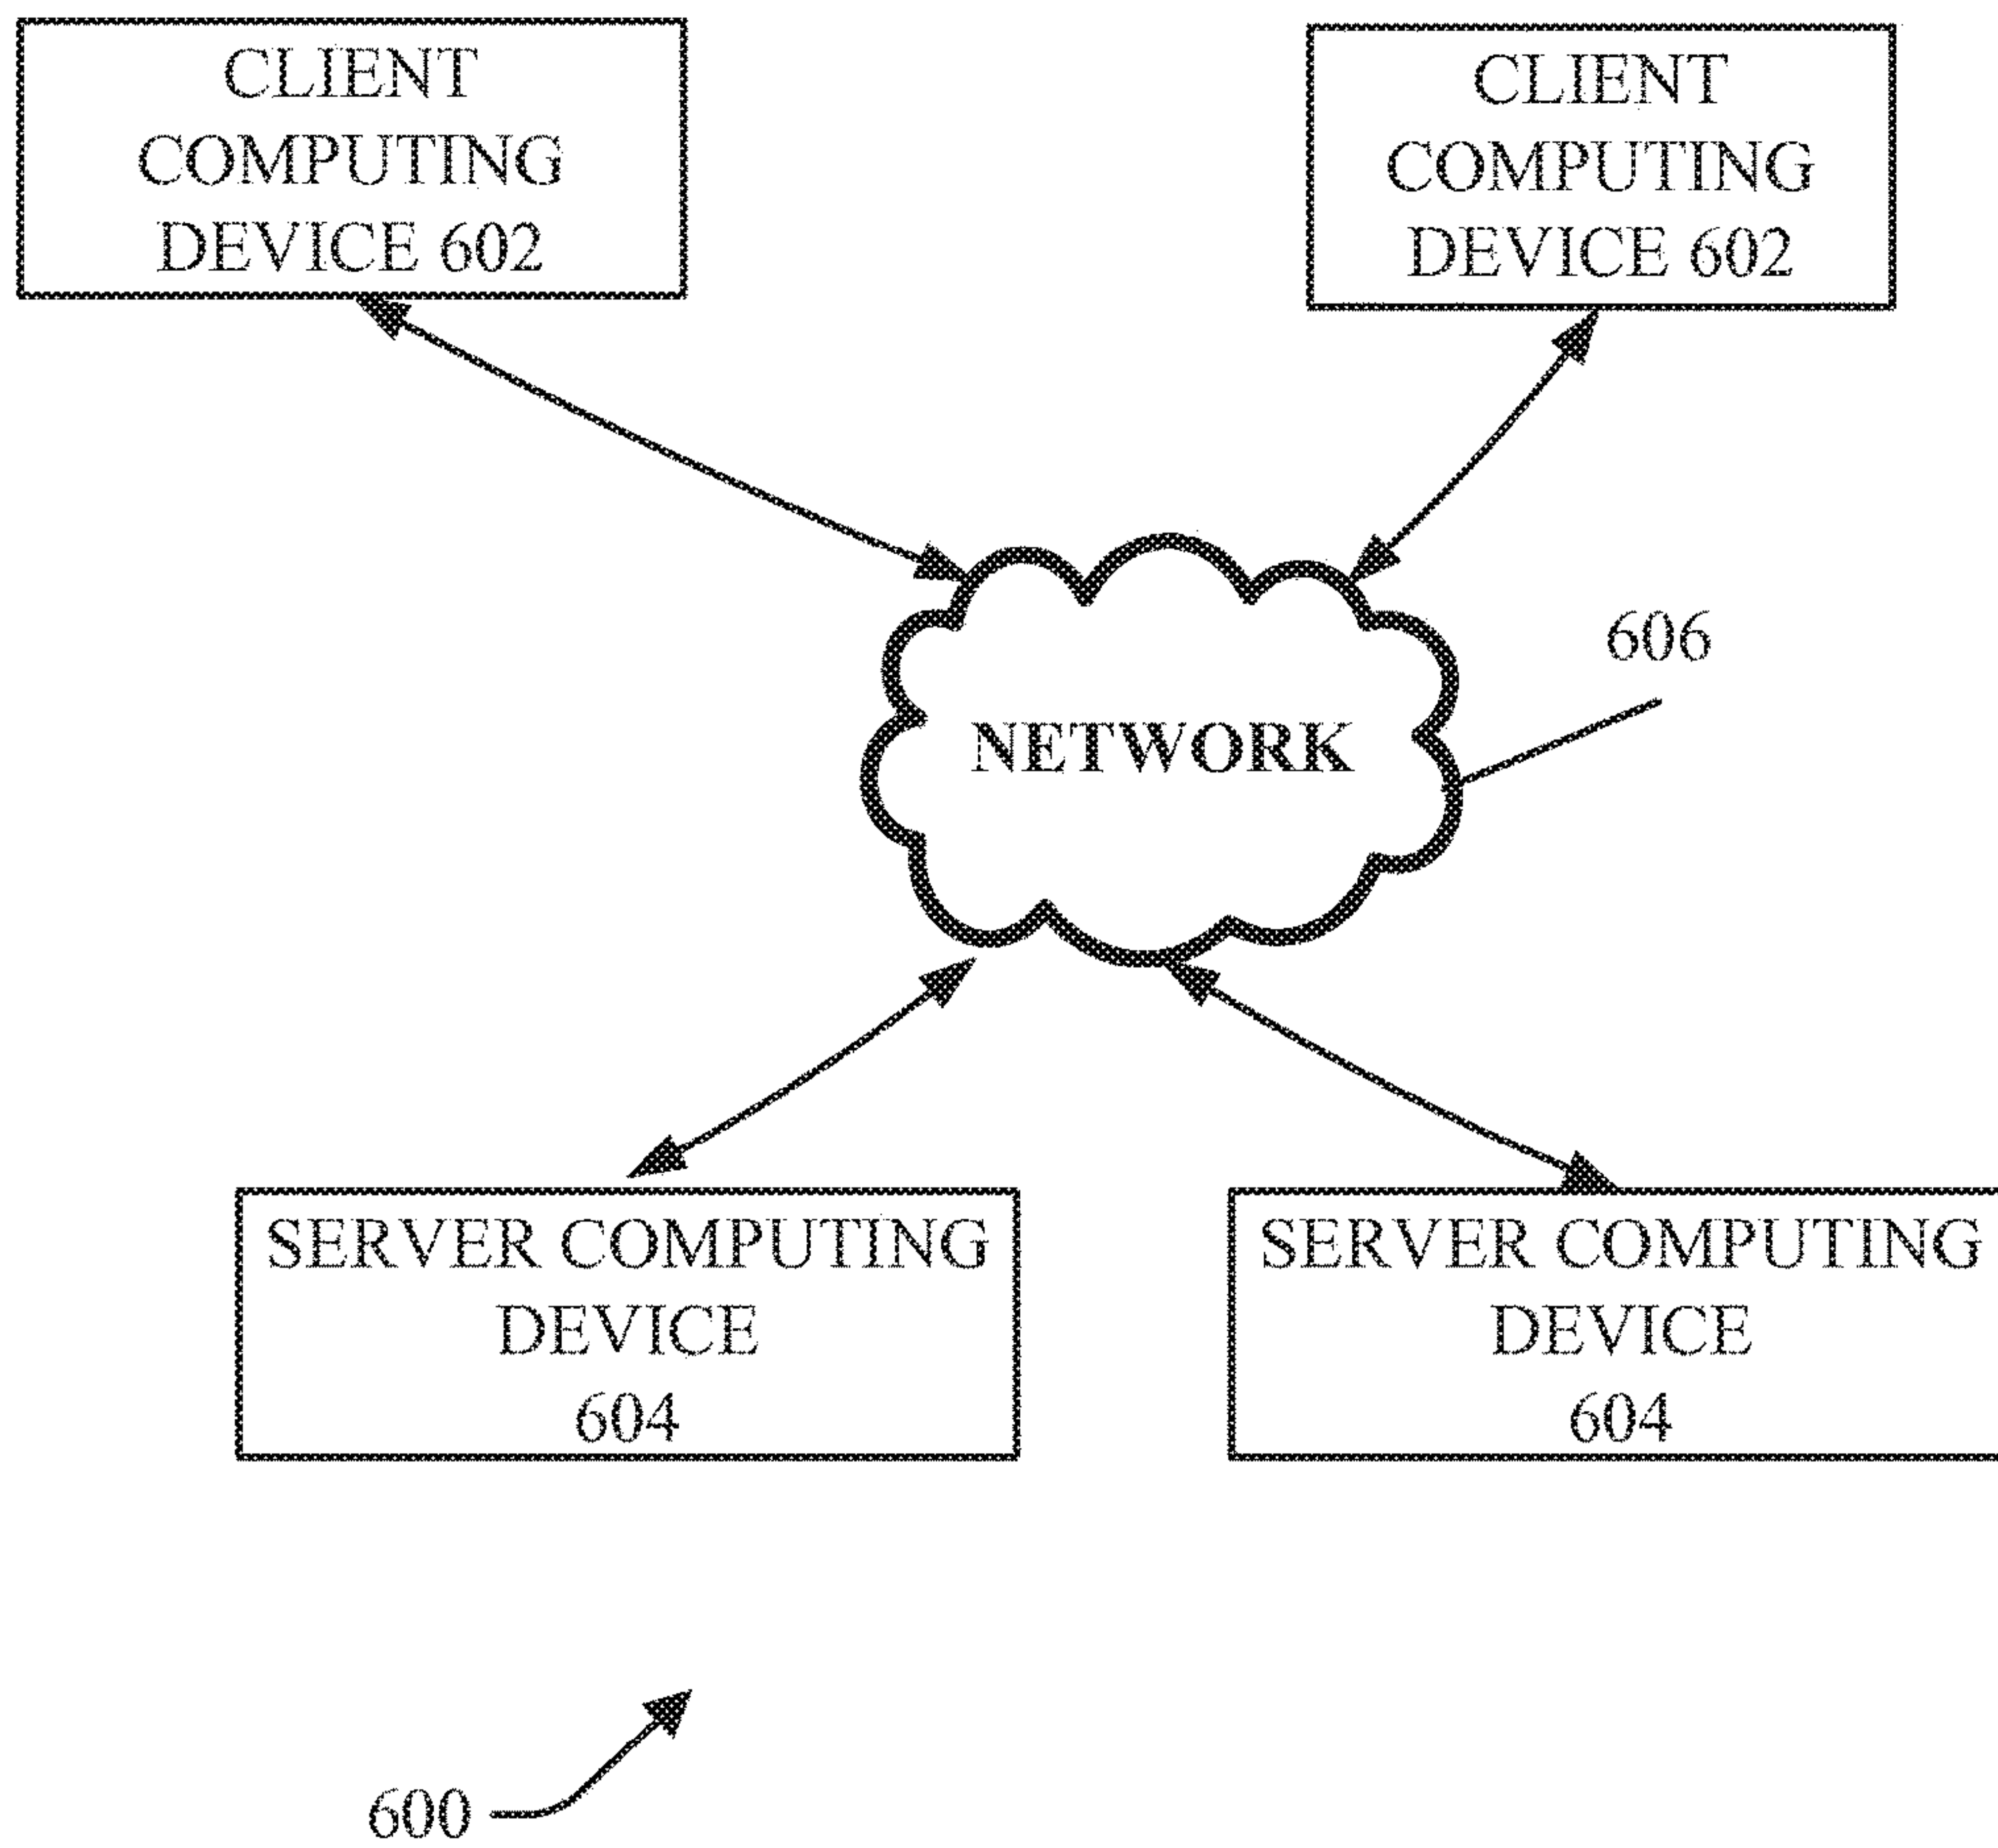 CLIENT
COMPUTING
DEVICE 602
CLIENT
COMPUTING
DEVICE 602
606
NETWORK
SERVER COMPUTING
DEVICE
604
SERVER COMPUTING
DEVICE
604
600